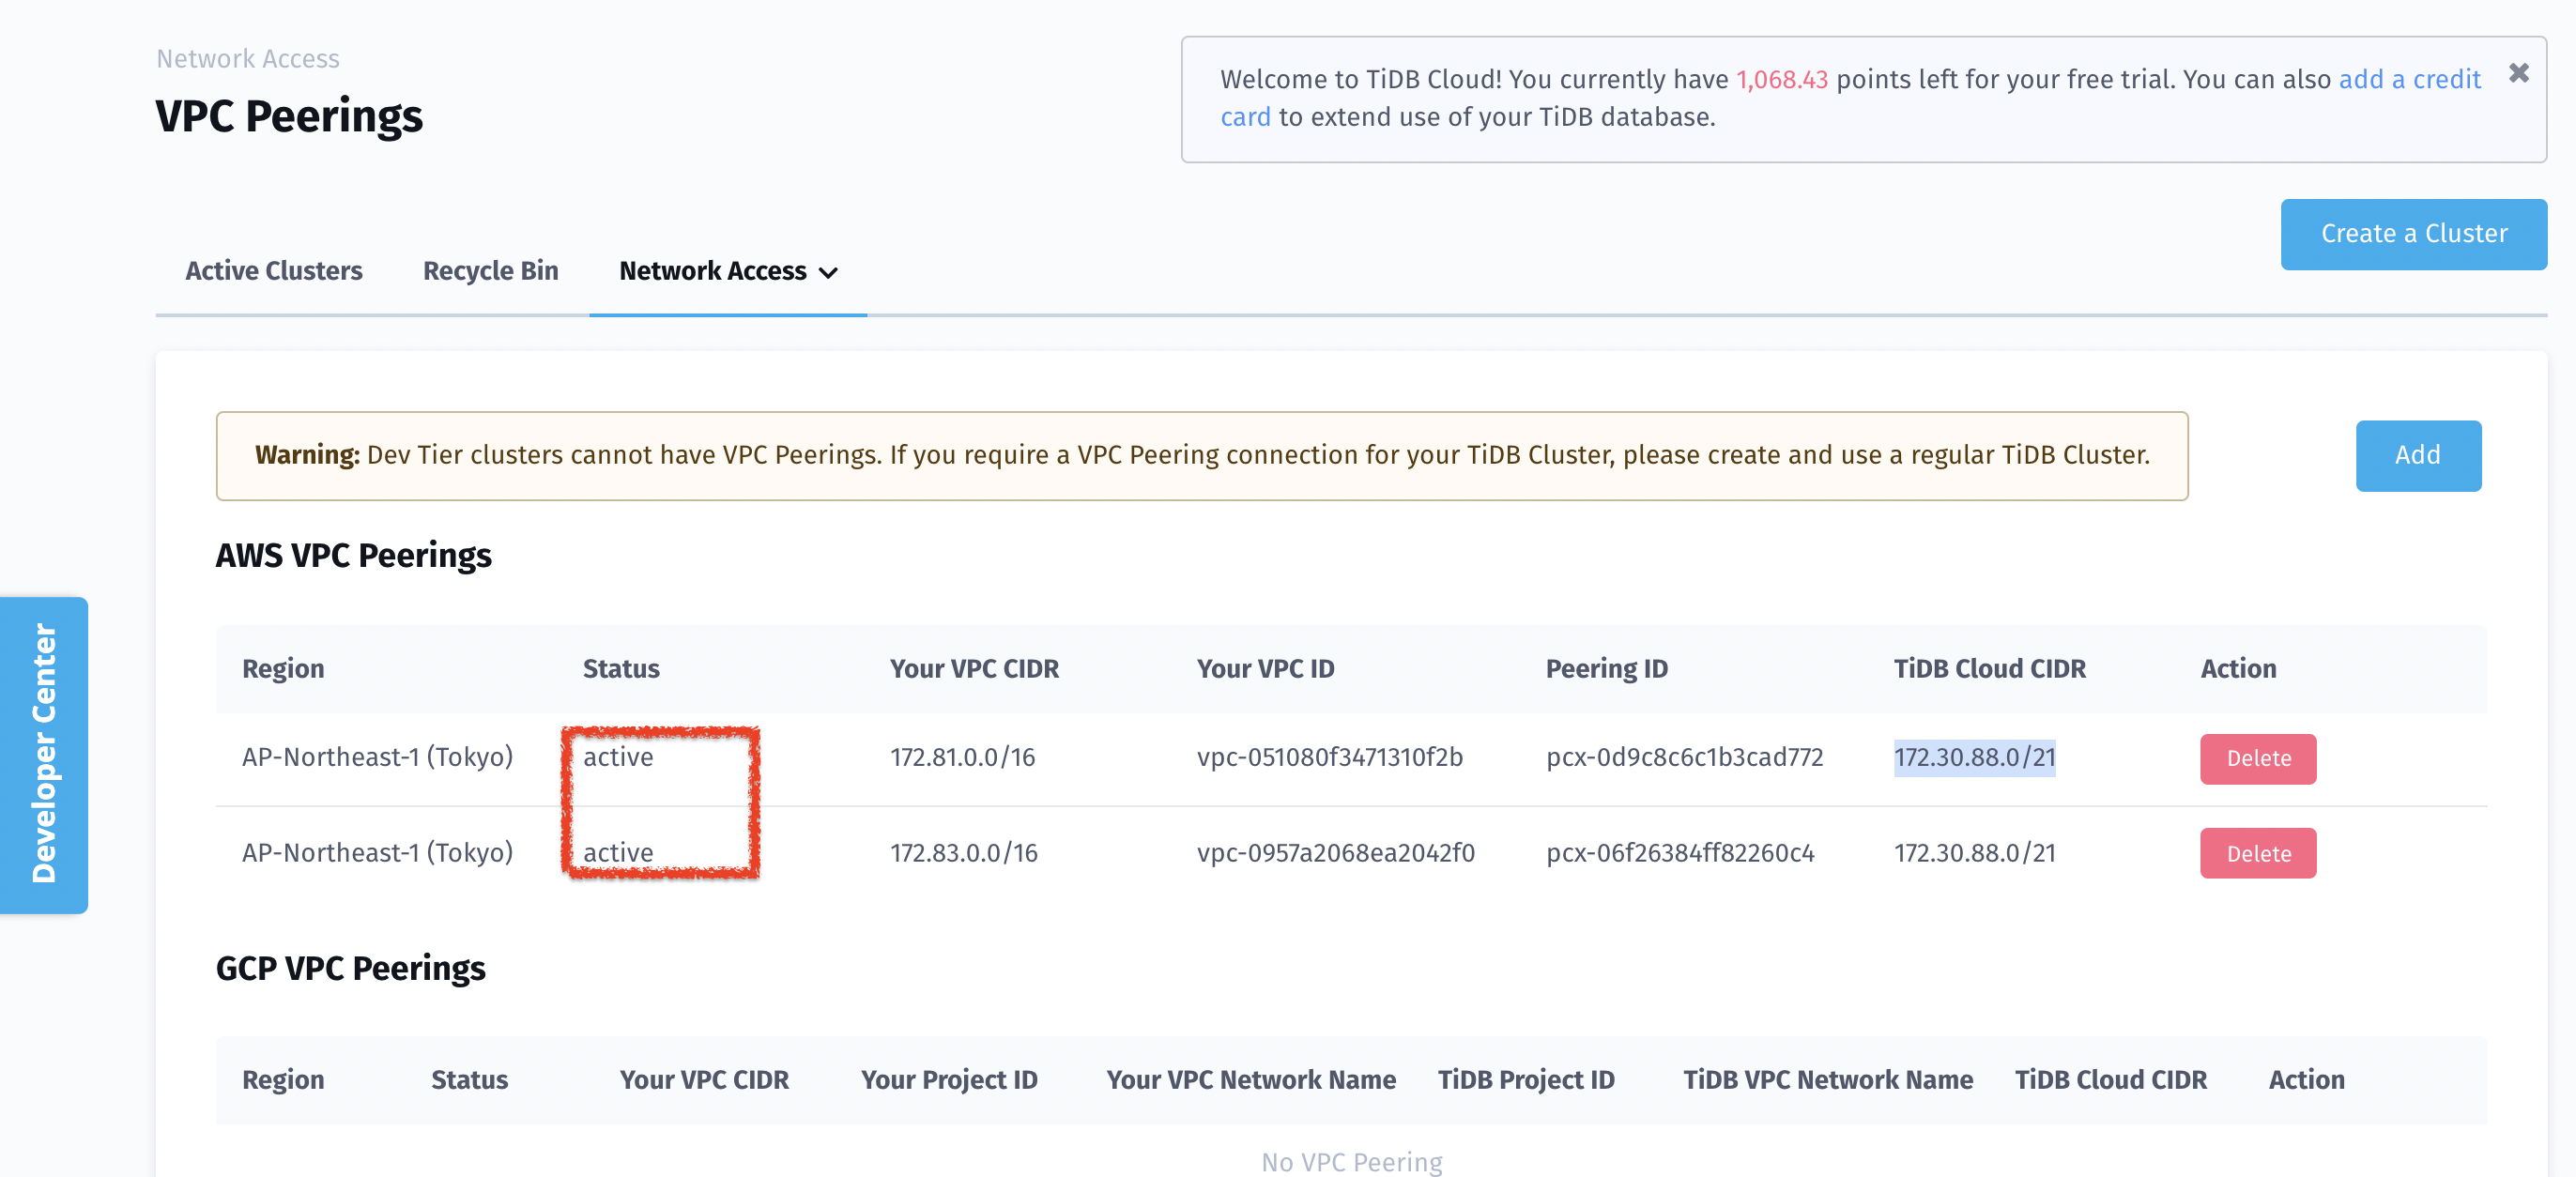 Network Access
VPC Peerings
Welcome to TiDB Cloud! You currently have 1,068.43 points left for your free trial. You can also add a credit
card to extend use of your TiDB database.
Create a Cluster
Active Clusters Recycle Bin Network Access
Warning: Dev Tier clusters cannot have VPC Peerings. If you require a VPC Peering connection for your TiDB Cluster, please create and use a regular TiDB Cluster.
Add
AWS VPC Peerings
Developer Center
Region Status Your VPC CIDR Your VPC ID Peering ID TiDB Cloud CIDR Action
AP-Northeast-1 (Tokyo) active 172.81.0.0/16 vpc-051080f3471310f2b pcx-0d9c8c6c1b3cad772 172.30.88.0/21 Delete
AP-Northeast-1 (Tokyo) active 172.83.0.0/16 vpc-0957a2068ea2042f0 pcx-06f26384ff82260c4 172.30.88.0/21 Delete
GCP VPC Peerings
Region Status Your VPC CIDR Your Project ID Your VPC Network Name TiDB Project ID TiDB VPC Network Name TiDB Cloud CIDR Action
No VPC Peering